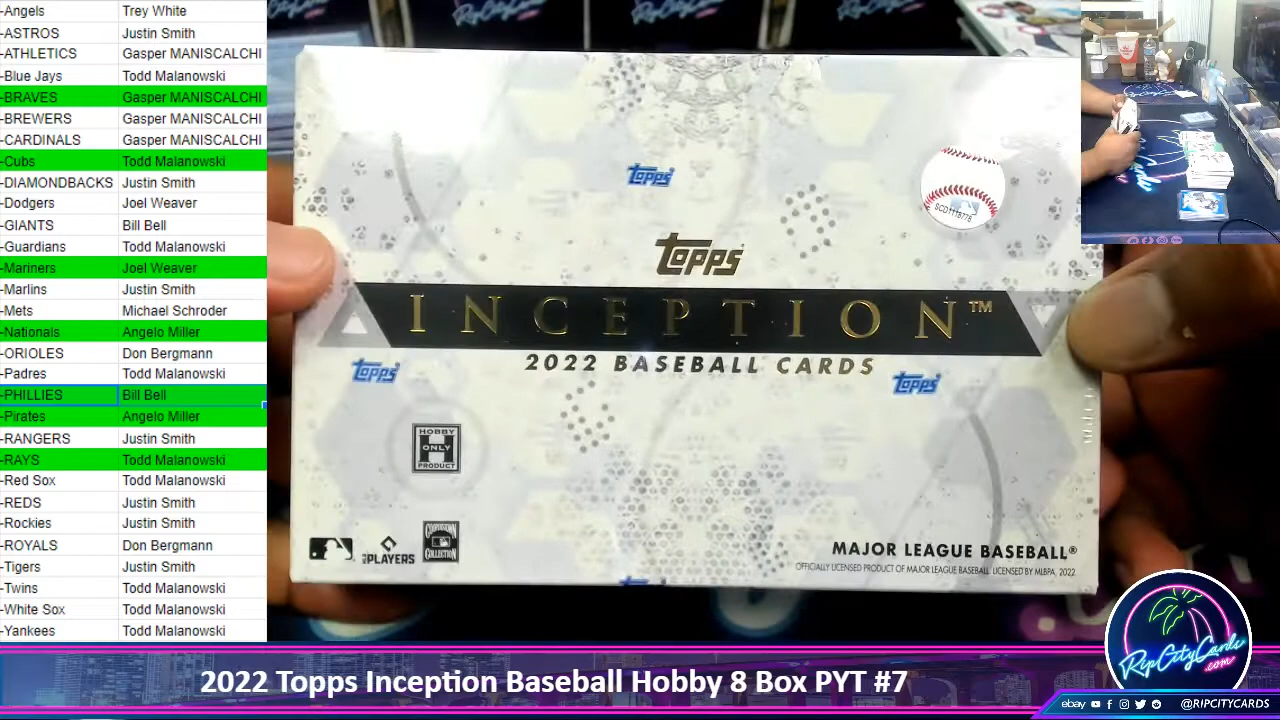 -Angels Trey White
-ASTROS Justin Smith
-ATHLETICS Gasper MANISCALCHI
-Blue Jays Todd Malanowski
-BRAVES Gasper MANISCALCHI
-BREWERS Gasper MANISCALCHI
-CARDINALS Gasper MANISCALCHI
-Cubs Todd Malanowski
-DIAMONDBACKS Justin Smith
-Dodgers Joel Weaver
-GIANTS Bill Bell
-Guardians Todd Malanowski
-Mariners Joel Weaver
-Marlins Justin Smith
-Mets Michael Schroder
-Nationals Angelo Miller
-ORIOLES Don Bergmann
-Padres Todd Malanowski
-PHILLIES Bill Bell
-Pirates Angelo Miller
-RANGERS Justin Smith
-RAYS Todd Malanowski
-Red Sox Todd Malanowski
-REDS Justin Smith
-Rockies Justin Smith
-ROYALS Don Bergmann
-Tigers Justin Smith
-Twins Todd Malanowski
-White Sox Todd Malanowski
-Yankees Todd Malanowski
Topps
SCD1118776
Topps
INCEPTION™
2022 BASEBALL CARDS
Topps
Topps
HOBBY
H
ONLY
PRODUCT
PLAYERS
COOPERSTOWN
COLLECTION
MAJOR LEAGUE BASEBALL®
OFFICIALLY LICENSED PRODUCT OF MAJOR LEAGUE BASEBALL. LICENSED BY MLBPA, 2022
RipCityCards
.com
2022 Topps Inception Baseball Hobby 8 Box PYT #7
ebay @RIPCITYCARDS